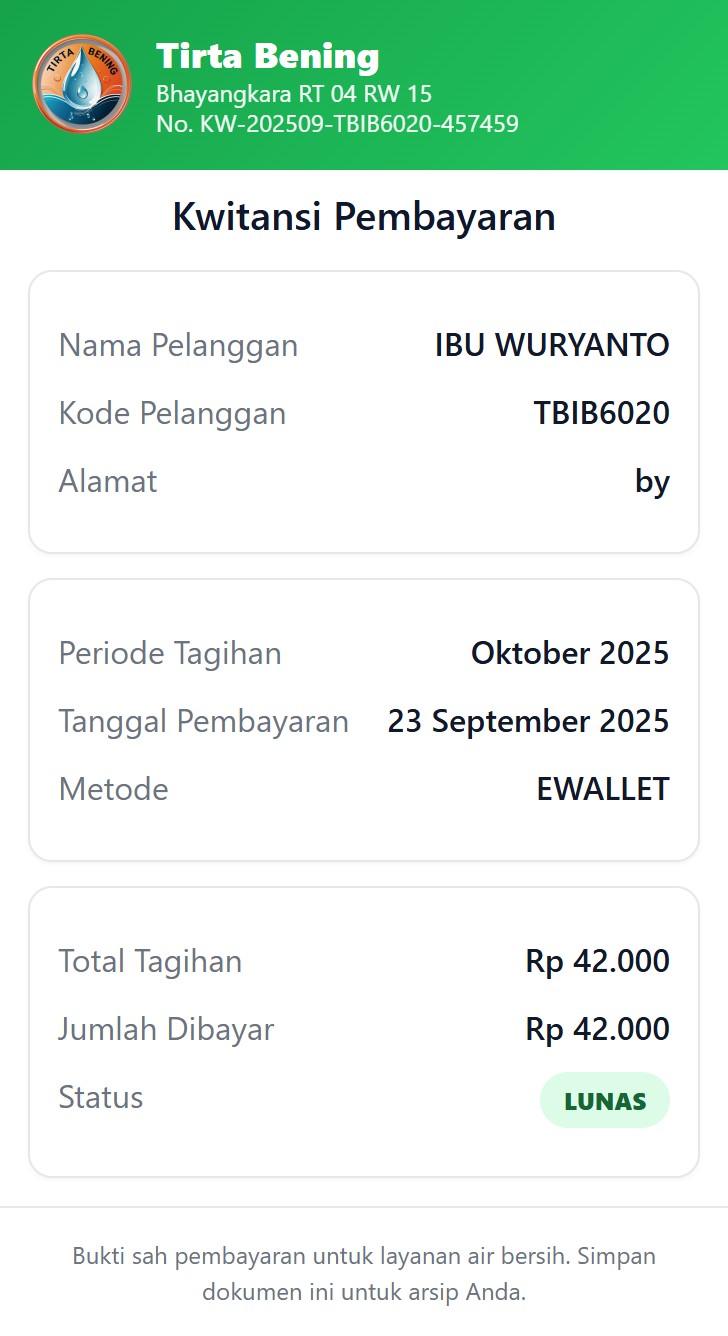 TIRTA BENING
Tirta Bening
Bhayangkara RT 04 RW 15
No. KW-202509-TBIB6020-457459
Kwitansi Pembayaran
Nama Pelanggan IBU WURYANTO
Kode Pelanggan TBIB6020
Alamat by
Periode Tagihan Oktober 2025
Tanggal Pembayaran 23 September 2025
Metode EWALLET
Total Tagihan Rp 42.000
Jumlah Dibayar Rp 42.000
Status LUNAS
Bukti sah pembayaran untuk layanan air bersih. Simpan
dokumen ini untuk arsip Anda.